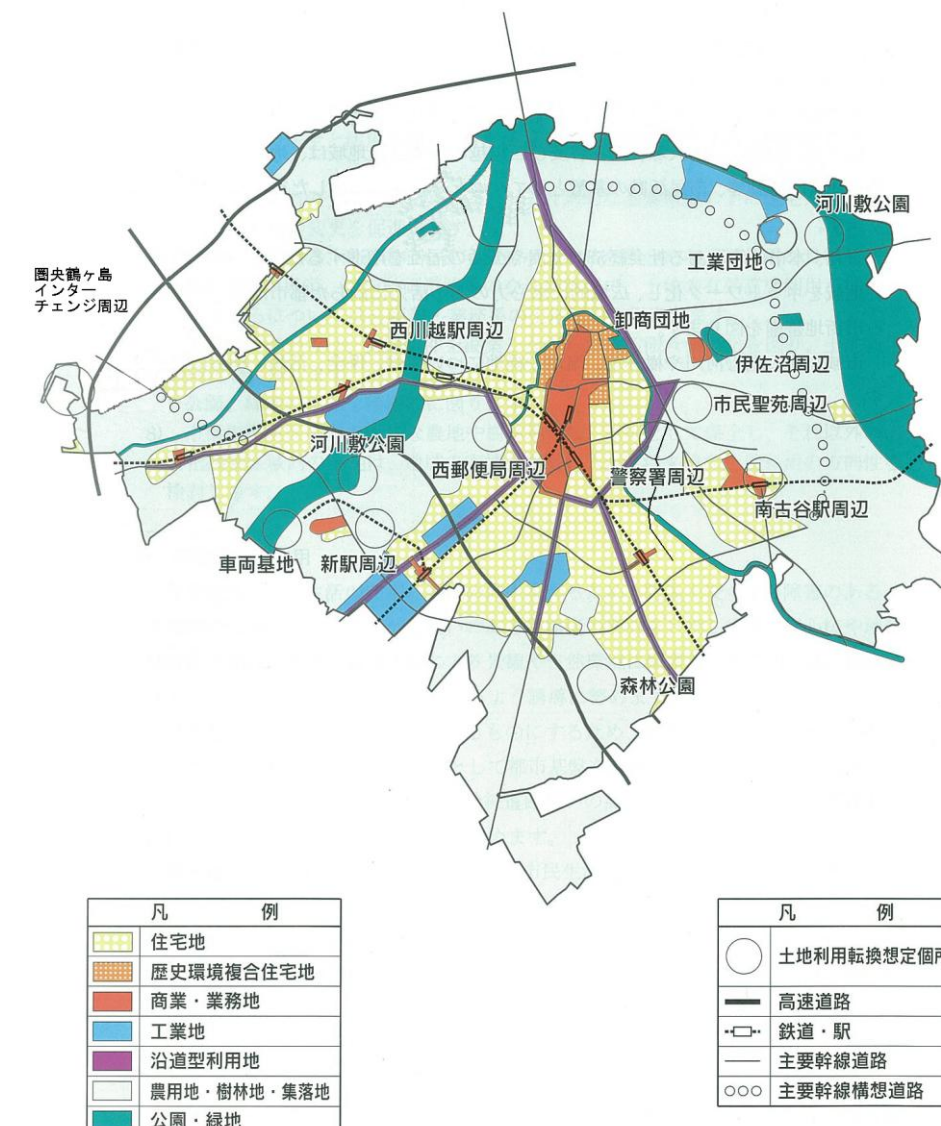 河川敷公園
工業団地
圏央鶴ヶ島
インター
チェンジ周辺
西川越駅周辺
卸商団地
伊佐沼周辺
市民聖苑周辺
河川敷公園
西郵便局周辺
警察署周辺
南古谷駅周辺
車両基地
新駅周辺
森林公園
凡 例
住宅地
歴史環境複合住宅地
商業・業務地
工業地
沿道型利用地
農用地・樹林地・集落地
公園・緑地
凡 例
土地利用転換想定個所
高速道路
鉄道・駅
主要幹線道路
主要幹線構想道路